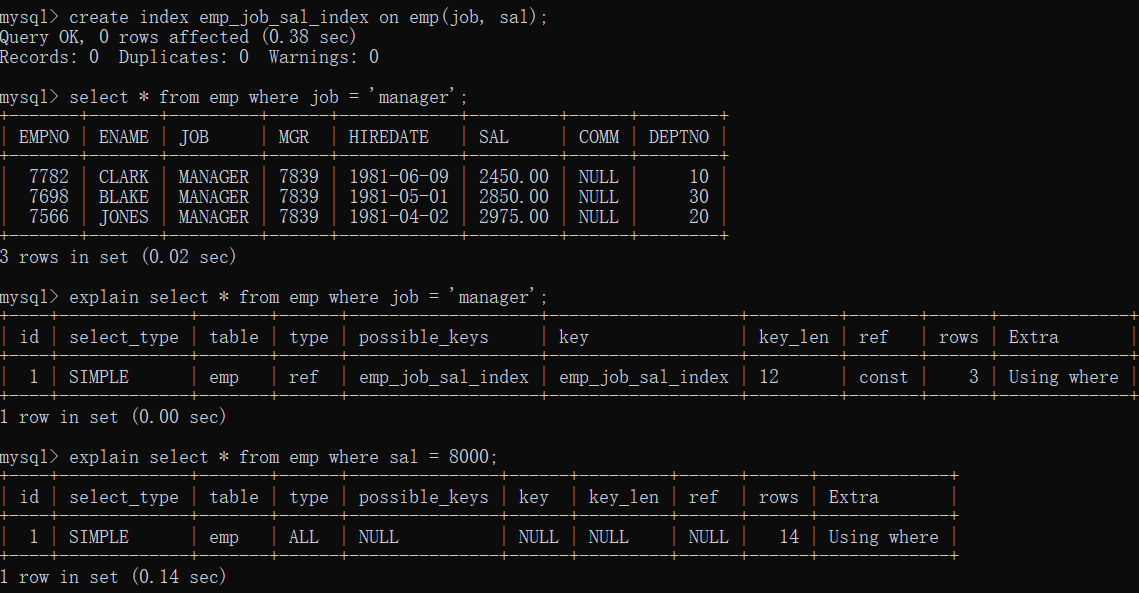 mysql> create index emp_job_sal_index on emp(job, sal);
Query OK, 0 rows affected (0.38 sec)
Records: 0  Duplicates: 0  Warnings: 0
mysql> select * from emp where job = 'manager';
| EMPNO | ENAME | JOB     | MGR  | HIREDATE   | SAL     | COMM | DEPTNO |
|  7782 | CLARK | MANAGER | 7839 | 1981-06-09 | 2450.00 | NULL |     10 |
|  7698 | BLAKE | MANAGER | 7839 | 1981-05-01 | 2850.00 | NULL |     30 |
|  7566 | JONES | MANAGER | 7839 | 1981-04-02 | 2975.00 | NULL |     20 |
3 rows in set (0.02 sec)
mysql> explain select * from emp where job = 'manager';
| id | select_type | table | type | possible_keys     | key               | key_len | ref   | rows | Extra       |
|  1 | SIMPLE      | emp   | ref  | emp_job_sal_index | emp_job_sal_index | 12      | const |    3 | Using where |
1 row in set (0.00 sec)
mysql> explain select * from emp where sal = 8000;
| id | select_type | table | type | possible_keys | key  | key_len | ref  | rows | Extra       |
|  1 | SIMPLE      | emp   | ALL  | NULL          | NULL | NULL    | NULL |   14 | Using where |
1 row in set (0.14 sec)